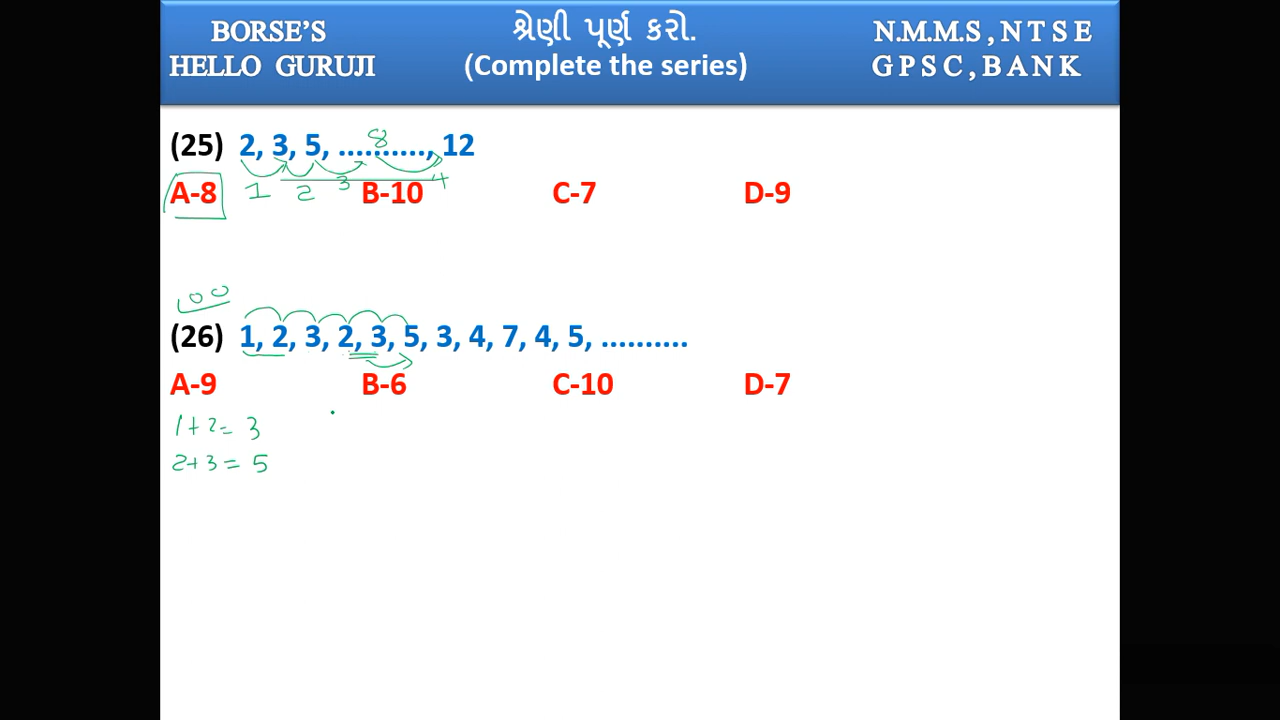 BORSE'S શ્રેણી પૂર્ણ કરો. N.M.M.S , N T S E
HELLO GURUJI (Complete the series) G P S C , B A N K
8
(25) 2, 3, 5, .........., 12
A-8 B-10 C-7 D-9
1 2 3 4
(26) 1, 2, 3, 2, 3, 5, 3, 4, 7, 4, 5, ..........
A-9 B-6 C-10 D-7
1+2= 3
2+3= 5